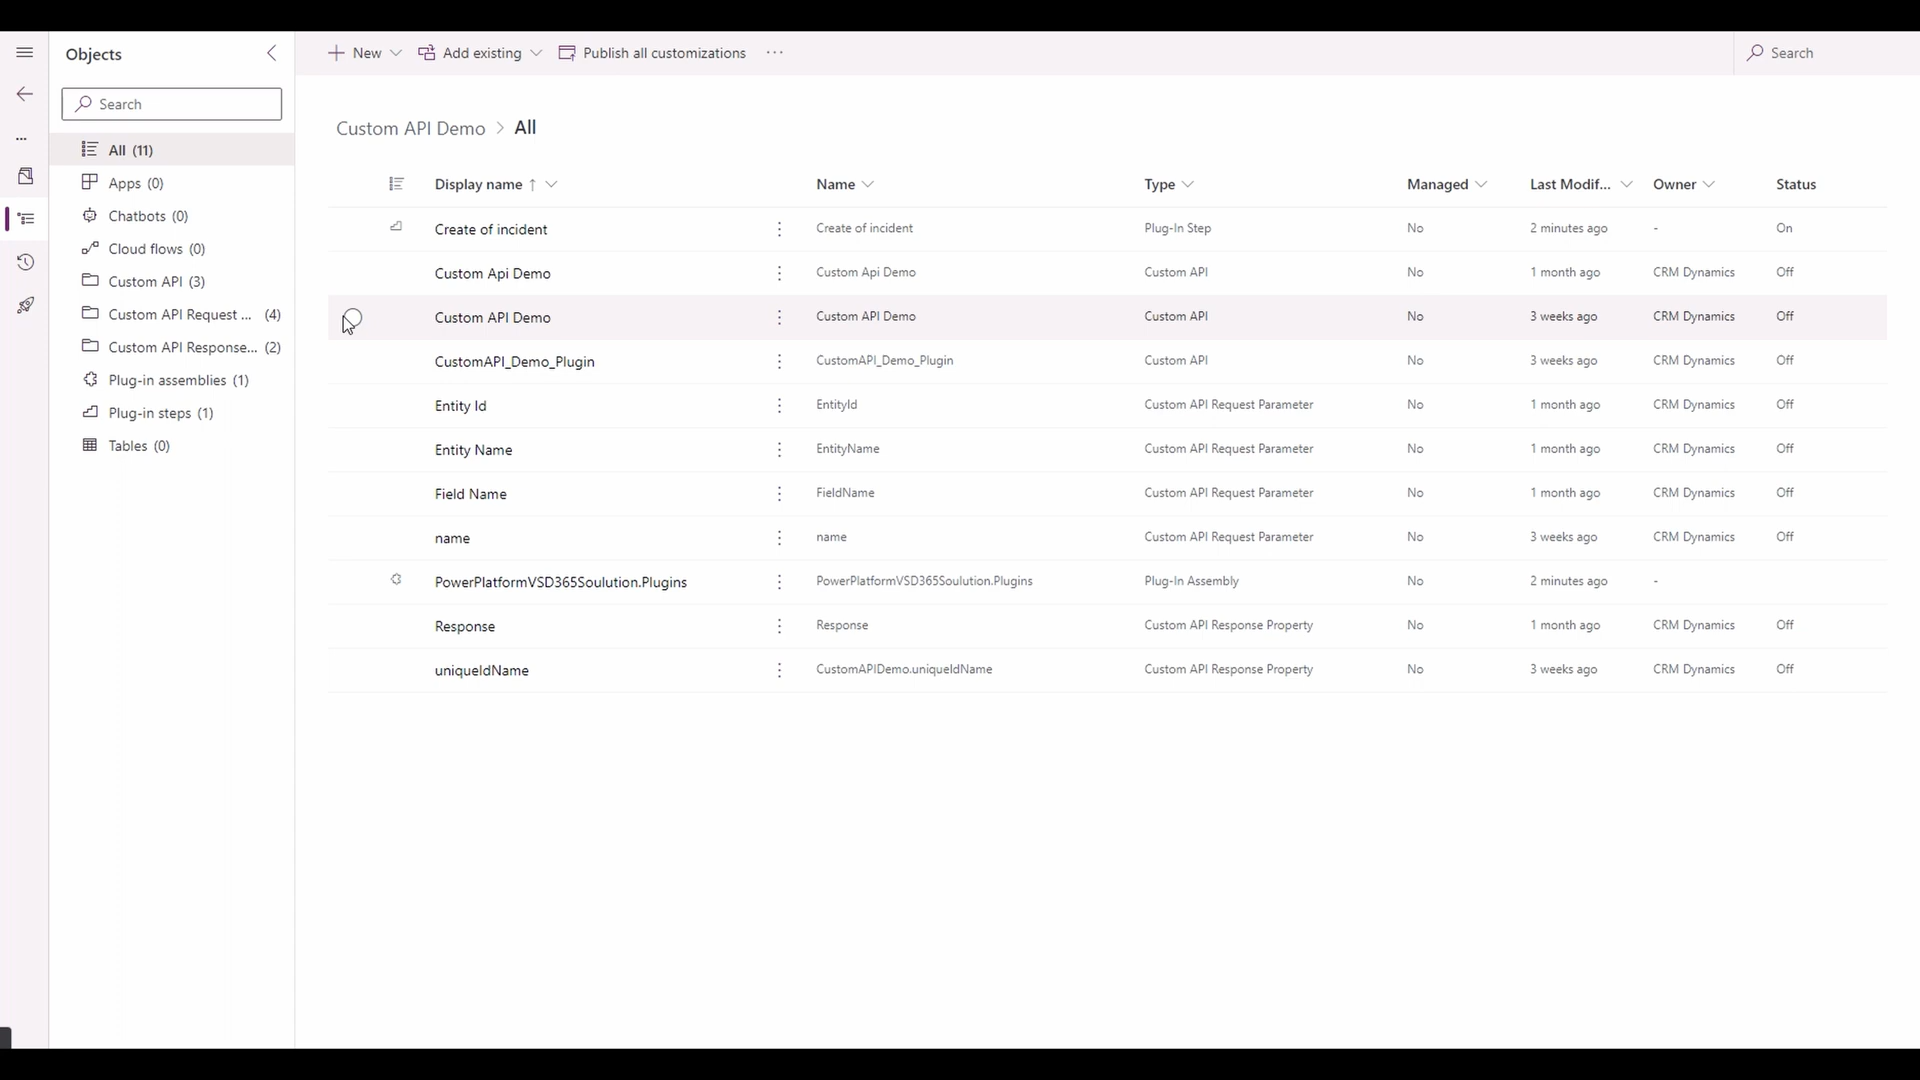 Objects
Search
All (11)
Apps (0)
Chatbots (0)
Cloud flows (0)
Custom API (3)
Custom API Request ... (4)
Custom API Response... (2)
Plug-in assemblies (1)
Plug-in steps (1)
Tables (0)
New Add existing Publish all customizations ··· Search
Custom API Demo > All
Display name ↑ Name Type Managed Last Modif... Owner Status
Create of incident Create of incident Plug-In Step No 2 minutes ago - On
Custom Api Demo Custom Api Demo Custom API No 1 month ago CRM Dynamics Off
Custom API Demo Custom API Demo Custom API No 3 weeks ago CRM Dynamics Off
CustomAPI_Demo_Plugin CustomAPI_Demo_Plugin Custom API No 3 weeks ago CRM Dynamics Off
Entity Id EntityId Custom API Request Parameter No 1 month ago CRM Dynamics Off
Entity Name EntityName Custom API Request Parameter No 1 month ago CRM Dynamics Off
Field Name FieldName Custom API Request Parameter No 1 month ago CRM Dynamics Off
name name Custom API Request Parameter No 3 weeks ago CRM Dynamics Off
PowerPlatformVSD365Soulution.Plugins PowerPlatformVSD365Soulution.Plugins Plug-In Assembly No 2 minutes ago -
Response Response Custom API Response Property No 1 month ago CRM Dynamics Off
uniqueIdName CustomAPIDemo.uniqueIdName Custom API Response Property No 3 weeks ago CRM Dynamics Off